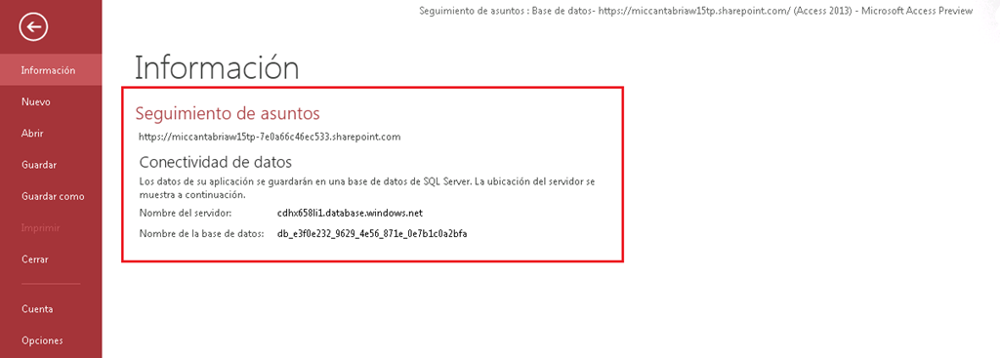 Seguimiento de asuntos : Base de datos- https://miccantabriaw15tp.sharepoint.com/ (Access 2013) - Microsoft Access Preview
Información
Nuevo
Abrir
Guardar
Guardar como
Imprimir
Cerrar
Cuenta
Opciones
Información
Seguimiento de asuntos
https://miccantabriaw15tp-7e0a66c46ec533.sharepoint.com
Conectividad de datos
Los datos de su aplicación se guardarán en una base de datos de SQL Server. La ubicación del servidor se
muestra a continuación.
Nombre del servidor: cdhx658li1.database.windows.net
Nombre de la base de datos: db_e3f0e232_9629_4e56_871e_0e7b1c0a2bfa